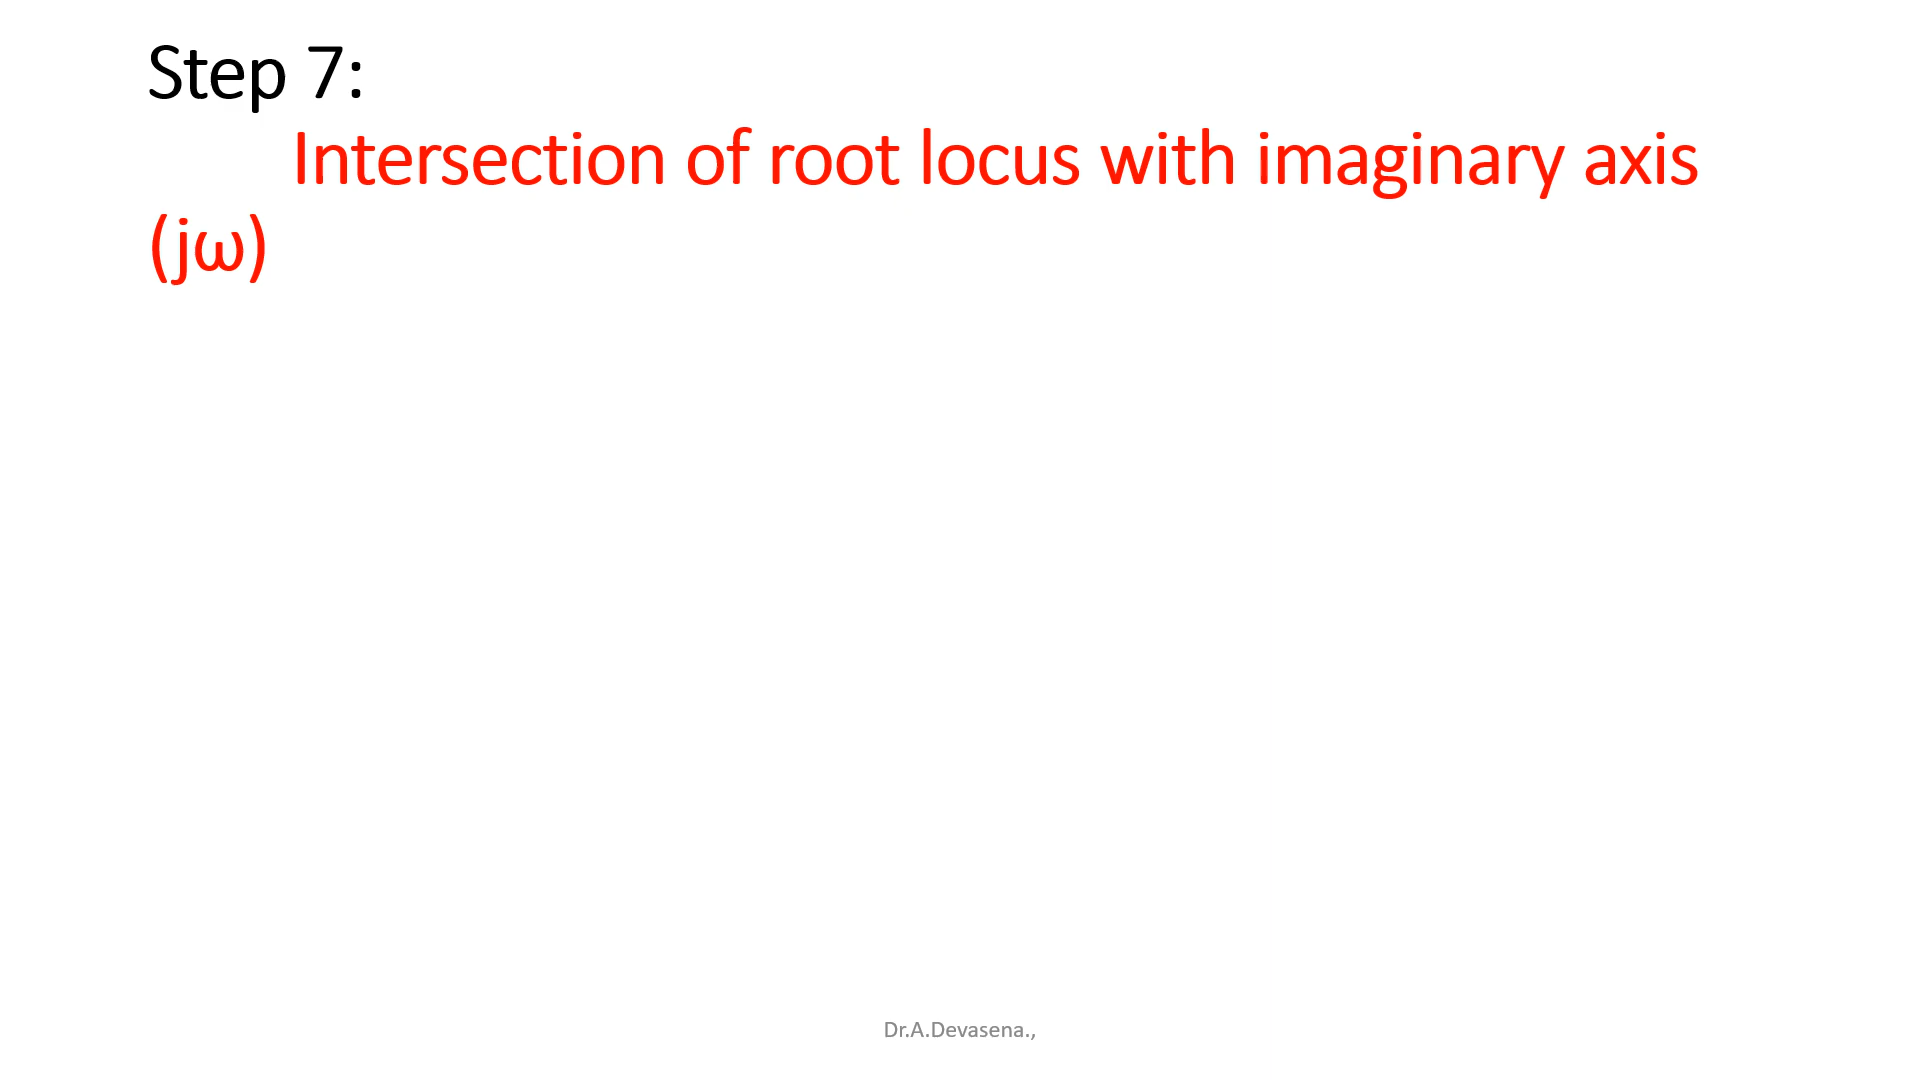 Step 7:
Intersection of root locus with imaginary axis
(jω)
Dr.A.Devasena.,